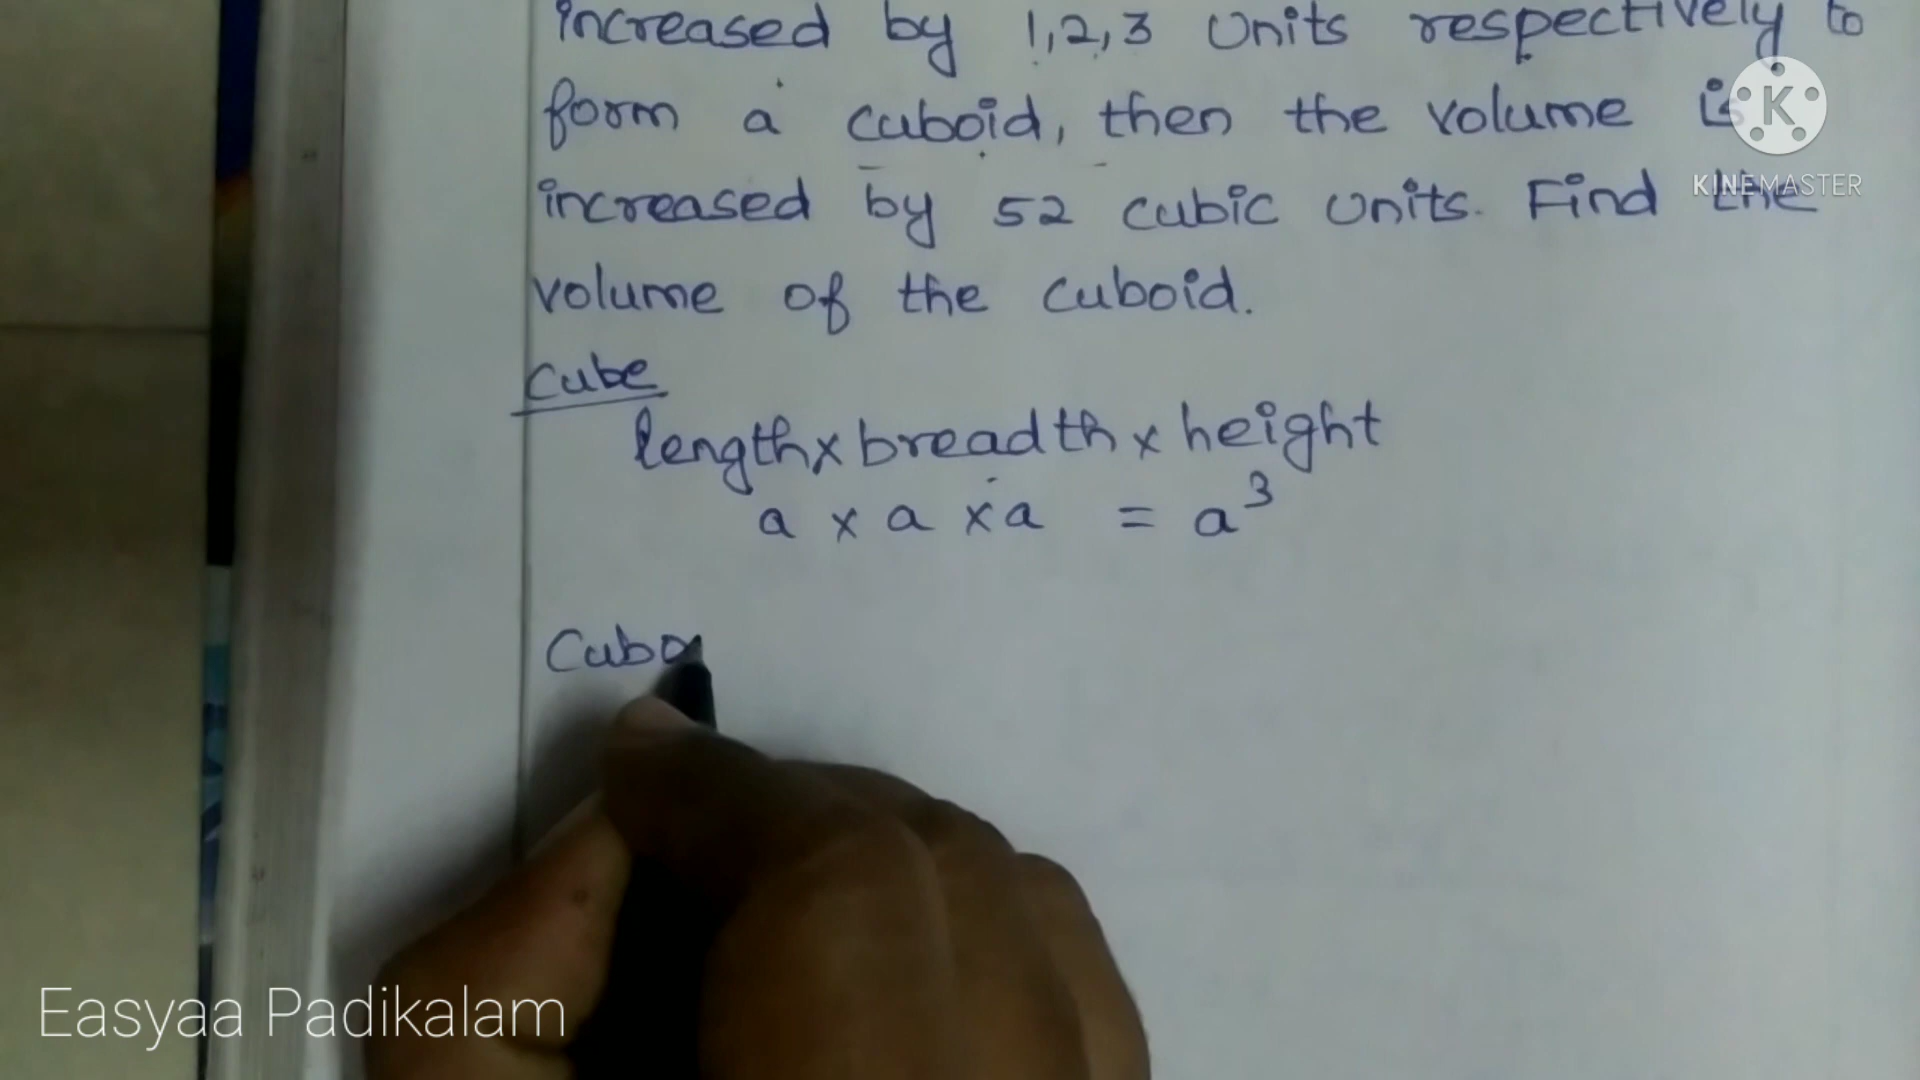 increased by 1,2,3 units respectively to
form a cuboid, then the volume is
increased by 52 cubic units. Find the
volume of the cuboid.
Cube
length x breadth x height
a x a x a = a³
Cubo
K
KINEMASTER
Easyaa Padikalam